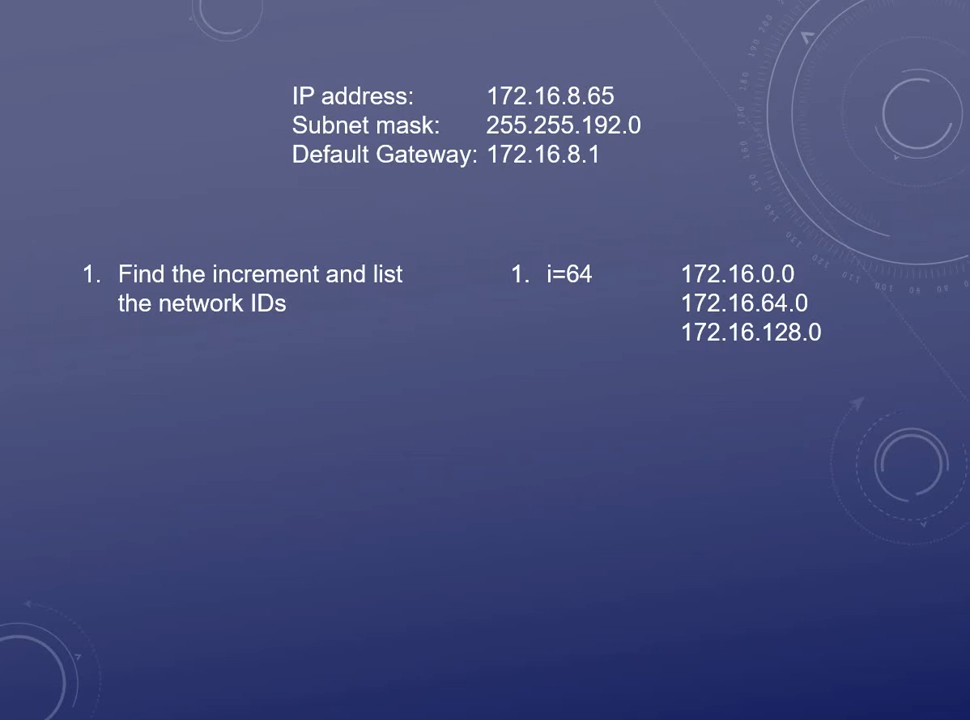 IP address: 172.16.8.65
Subnet mask: 255.255.192.0
Default Gateway: 172.16.8.1
1. Find the increment and list
the network IDs
1. i=64
172.16.0.0
172.16.64.0
172.16.128.0